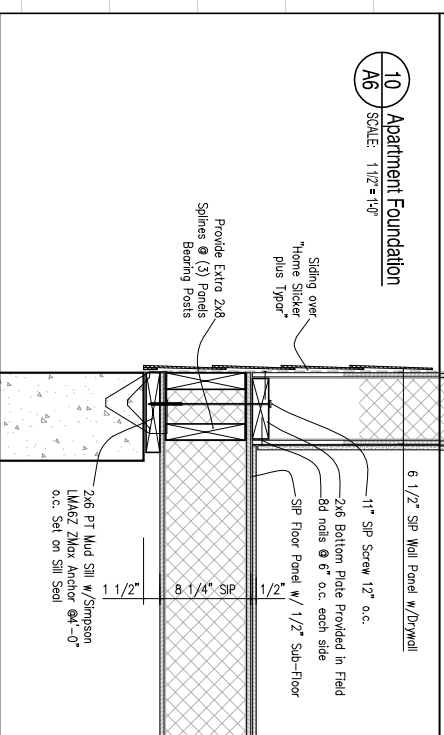 10
A6
Apartment Foundation
SCALE: 1 1/2" = 1'-0"
Siding over
"Home Slicker
plus Typar"
Provide Extra 2x8
Splines @ (3) Panels
Bearing Posts
6 1/2" SIP Wall Panel w/Drywall
11" SIP Screw 12" o.c.
2x6 Bottom Plate Provided in Field
8d nails @ 6" o.c. each side
SIP Floor Panel w/ 1/2" Sub-Floor
1 1/2"
8 1/4" SIP
1/2"
2x6 PT Mud Sill w/Simpson
LMA6Z ZMax Anchor @4'-0"
o.c. Set on Sill Seal